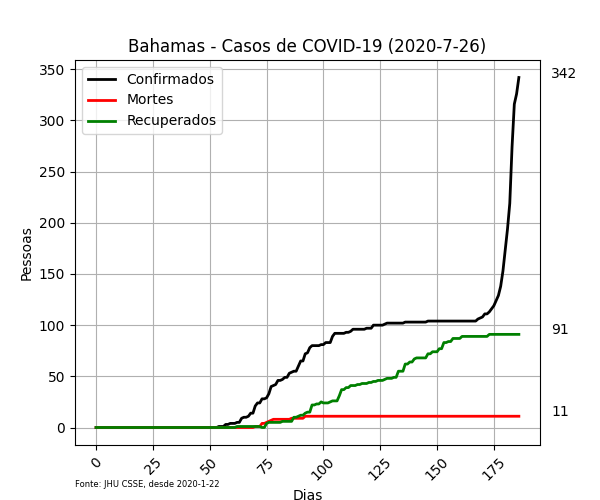 Bahamas - Casos de COVID-19 (2020-7-26)
Confirmados
Mortes
Recuperados
350
300
250
200
150
100
50
0
Pessoas
342
91
11
0
25
50
75
100
125
150
175
Dias
Fonte: JHU CSSE, desde 2020-1-22